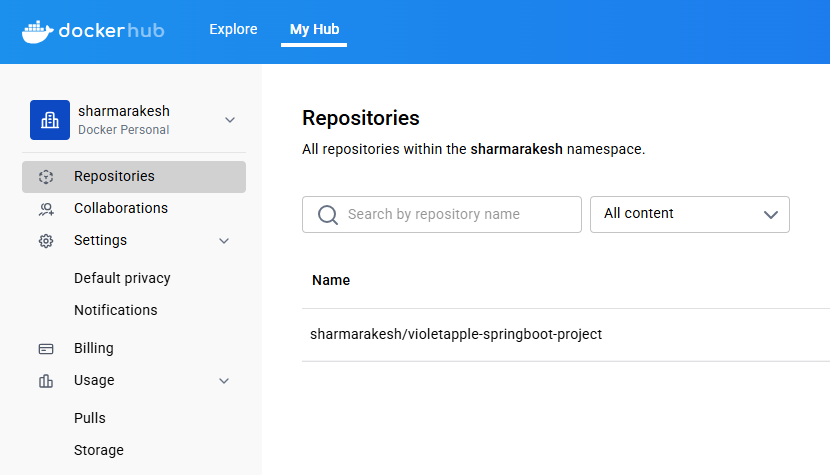 dockerhub Explore My Hub
sharmarakesh
Docker Personal
Repositories
Collaborations
Settings
Default privacy
Notifications
Billing
Usage
Pulls
Storage
Repositories
All repositories within the sharmarakesh namespace.
Search by repository name All content
Name
sharmarakesh/violetapple-springboot-project